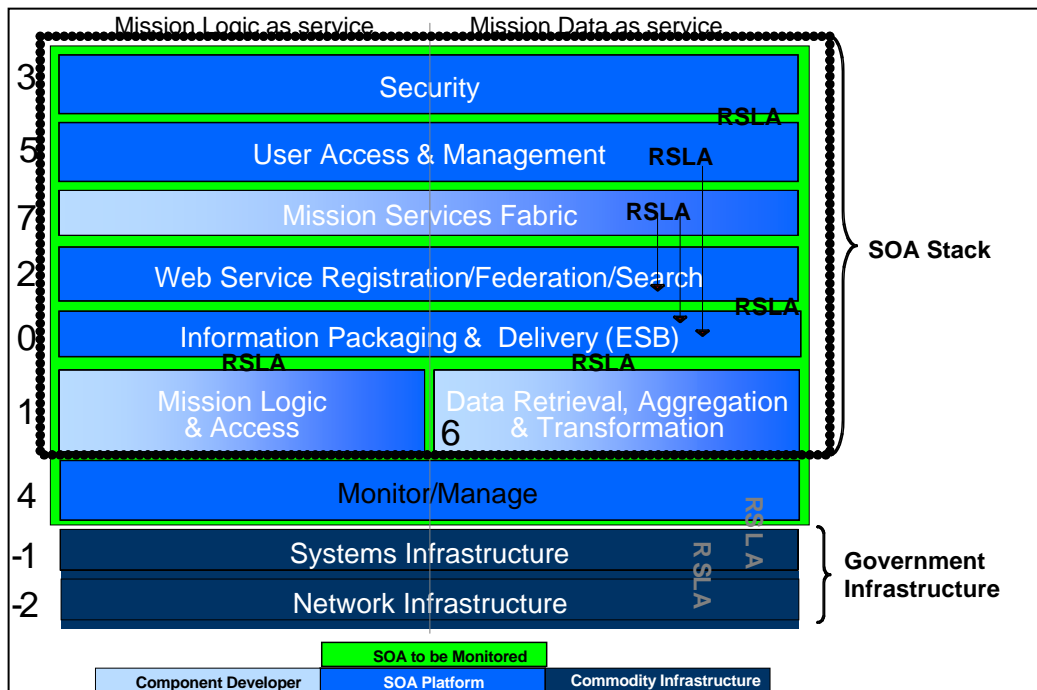 Mission Logic as service Mission Data as service
3 Security
RSLA
5 User Access & Management RSLA
7 Mission Services Fabric RSLA
SOA Stack
2 Web Service Registration/Federation/Search
RSLA
0 Information Packaging & Delivery (ESB)
RSLA RSLA
1 Mission Logic
& Access
6 Data Retrieval, Aggregation
& Transformation
4 Monitor/Manage
RSLA
-1 Systems Infrastructure
RSLA
Government
Infrastructure
-2 Network Infrastructure
SOA to be Monitored
Component Developer SOA Platform Commodity Infrastructure